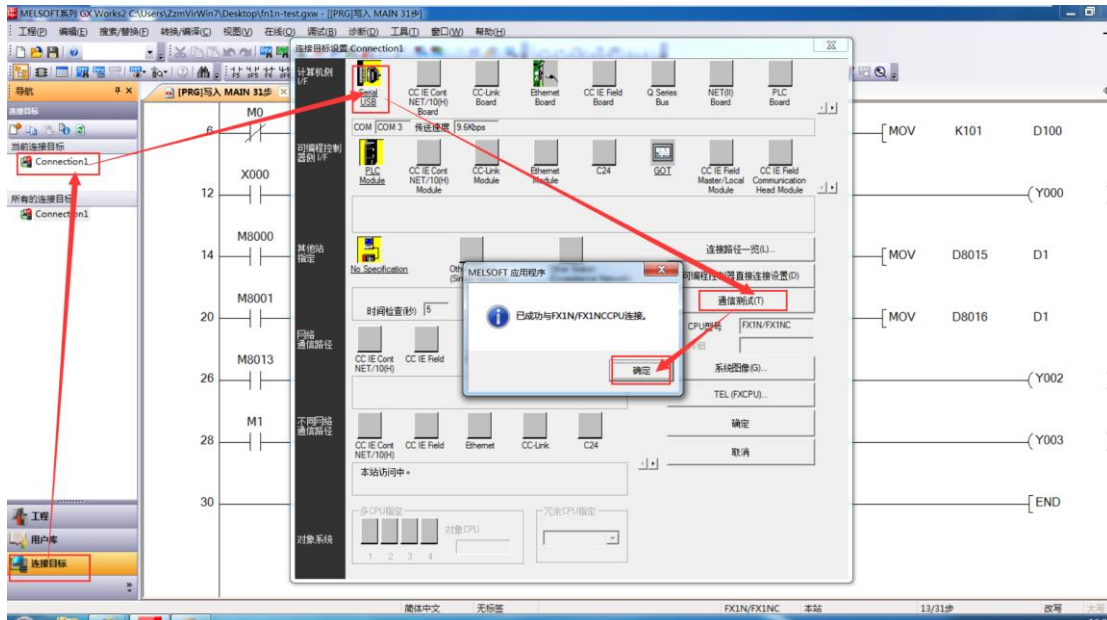 MELSOFT系列 GX Works2 C:\Users\ZzmVirWin7\Desktop\fn1n-test.gxw - [[PRG]写入 MAIN 31步]
工程(P) 编辑(E) 搜索/替换(F) 转换/编译(C) 视图(V) 在线(O) 调试(B) 诊断(D) 工具(T) 窗口(W) 帮助(H)
导航
连接目标
当前连接目标
Connection1
所有的连接目标
Connection1
工程
用户库
连接目标
[PRG]写入 MAIN 31步
M0
6
MOV K101 D100
X000
12
Y000
M8000
14
MOV D8015 D1
M8001
20
MOV D8016 D1
M8013
26
Y002
M1
28
Y003
30
END
连接目标设置 Connection1
计算机侧
I/F
Serial
USB
CC IE Cont
NET/10(H)
Board
CC-Link
Board
Ethernet
Board
CC IE Field
Board
Q Series
Bus
NET(II)
Board
PLC
Board
COM COM 3 传送速度 9.6Kbps
可编程控制
器侧 I/F
PLC
Module
CC IE Cont
NET/10(H)
Module
CC-Link
Module
Ethernet
Module
C24
GOT
CC IE Field
Master/Local
Module
CC IE Field
Communication
Head Module
其他站
指定
No Specification
时间检查(秒) 5
连接路径一览(L)...
可编程控制器直接连接设置(D)
通信测试(T)
CPU型号 FX1N/FX1NC
系统图像(G)...
TEL (FXCPU)...
确定
取消
MELSOFT 应用程序
已成功与FX1N/FX1NCCPU连接。
确定
网络
通信路径
CC IE Cont
NET/10(H)
CC IE Field
不同网络
通信路径
CC IE Cont
NET/10(H)
CC IE Field
Ethernet
CC-Link
C24
本站访问中。
对象系统
多CPU指定
1 2 3 4
对象CPU
冗余CPU指定
简体中文 无标签 FX1N/FX1NC 本站 13/31步 改写 大写